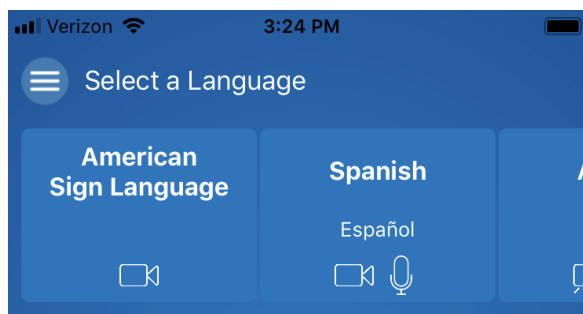 Verizon 3:24 PM
Select a Language
American
Sign Language
Spanish
Español